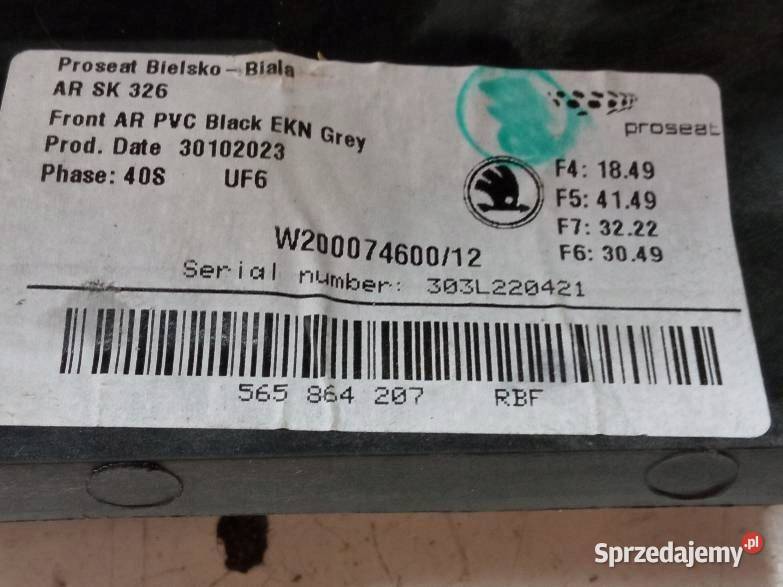 Proseat Bielsko – Biala
AR SK 326
Front AR PVC Black EKN Grey
Prod. Date 30102023
Phase: 40S UF6
proseat
F4: 18.49
F5: 41.49
F7: 32.22
F6: 30.49
W200074600/12
Serial number: 303L220421
565 864 207 RBF
Sprzedajemy.pl